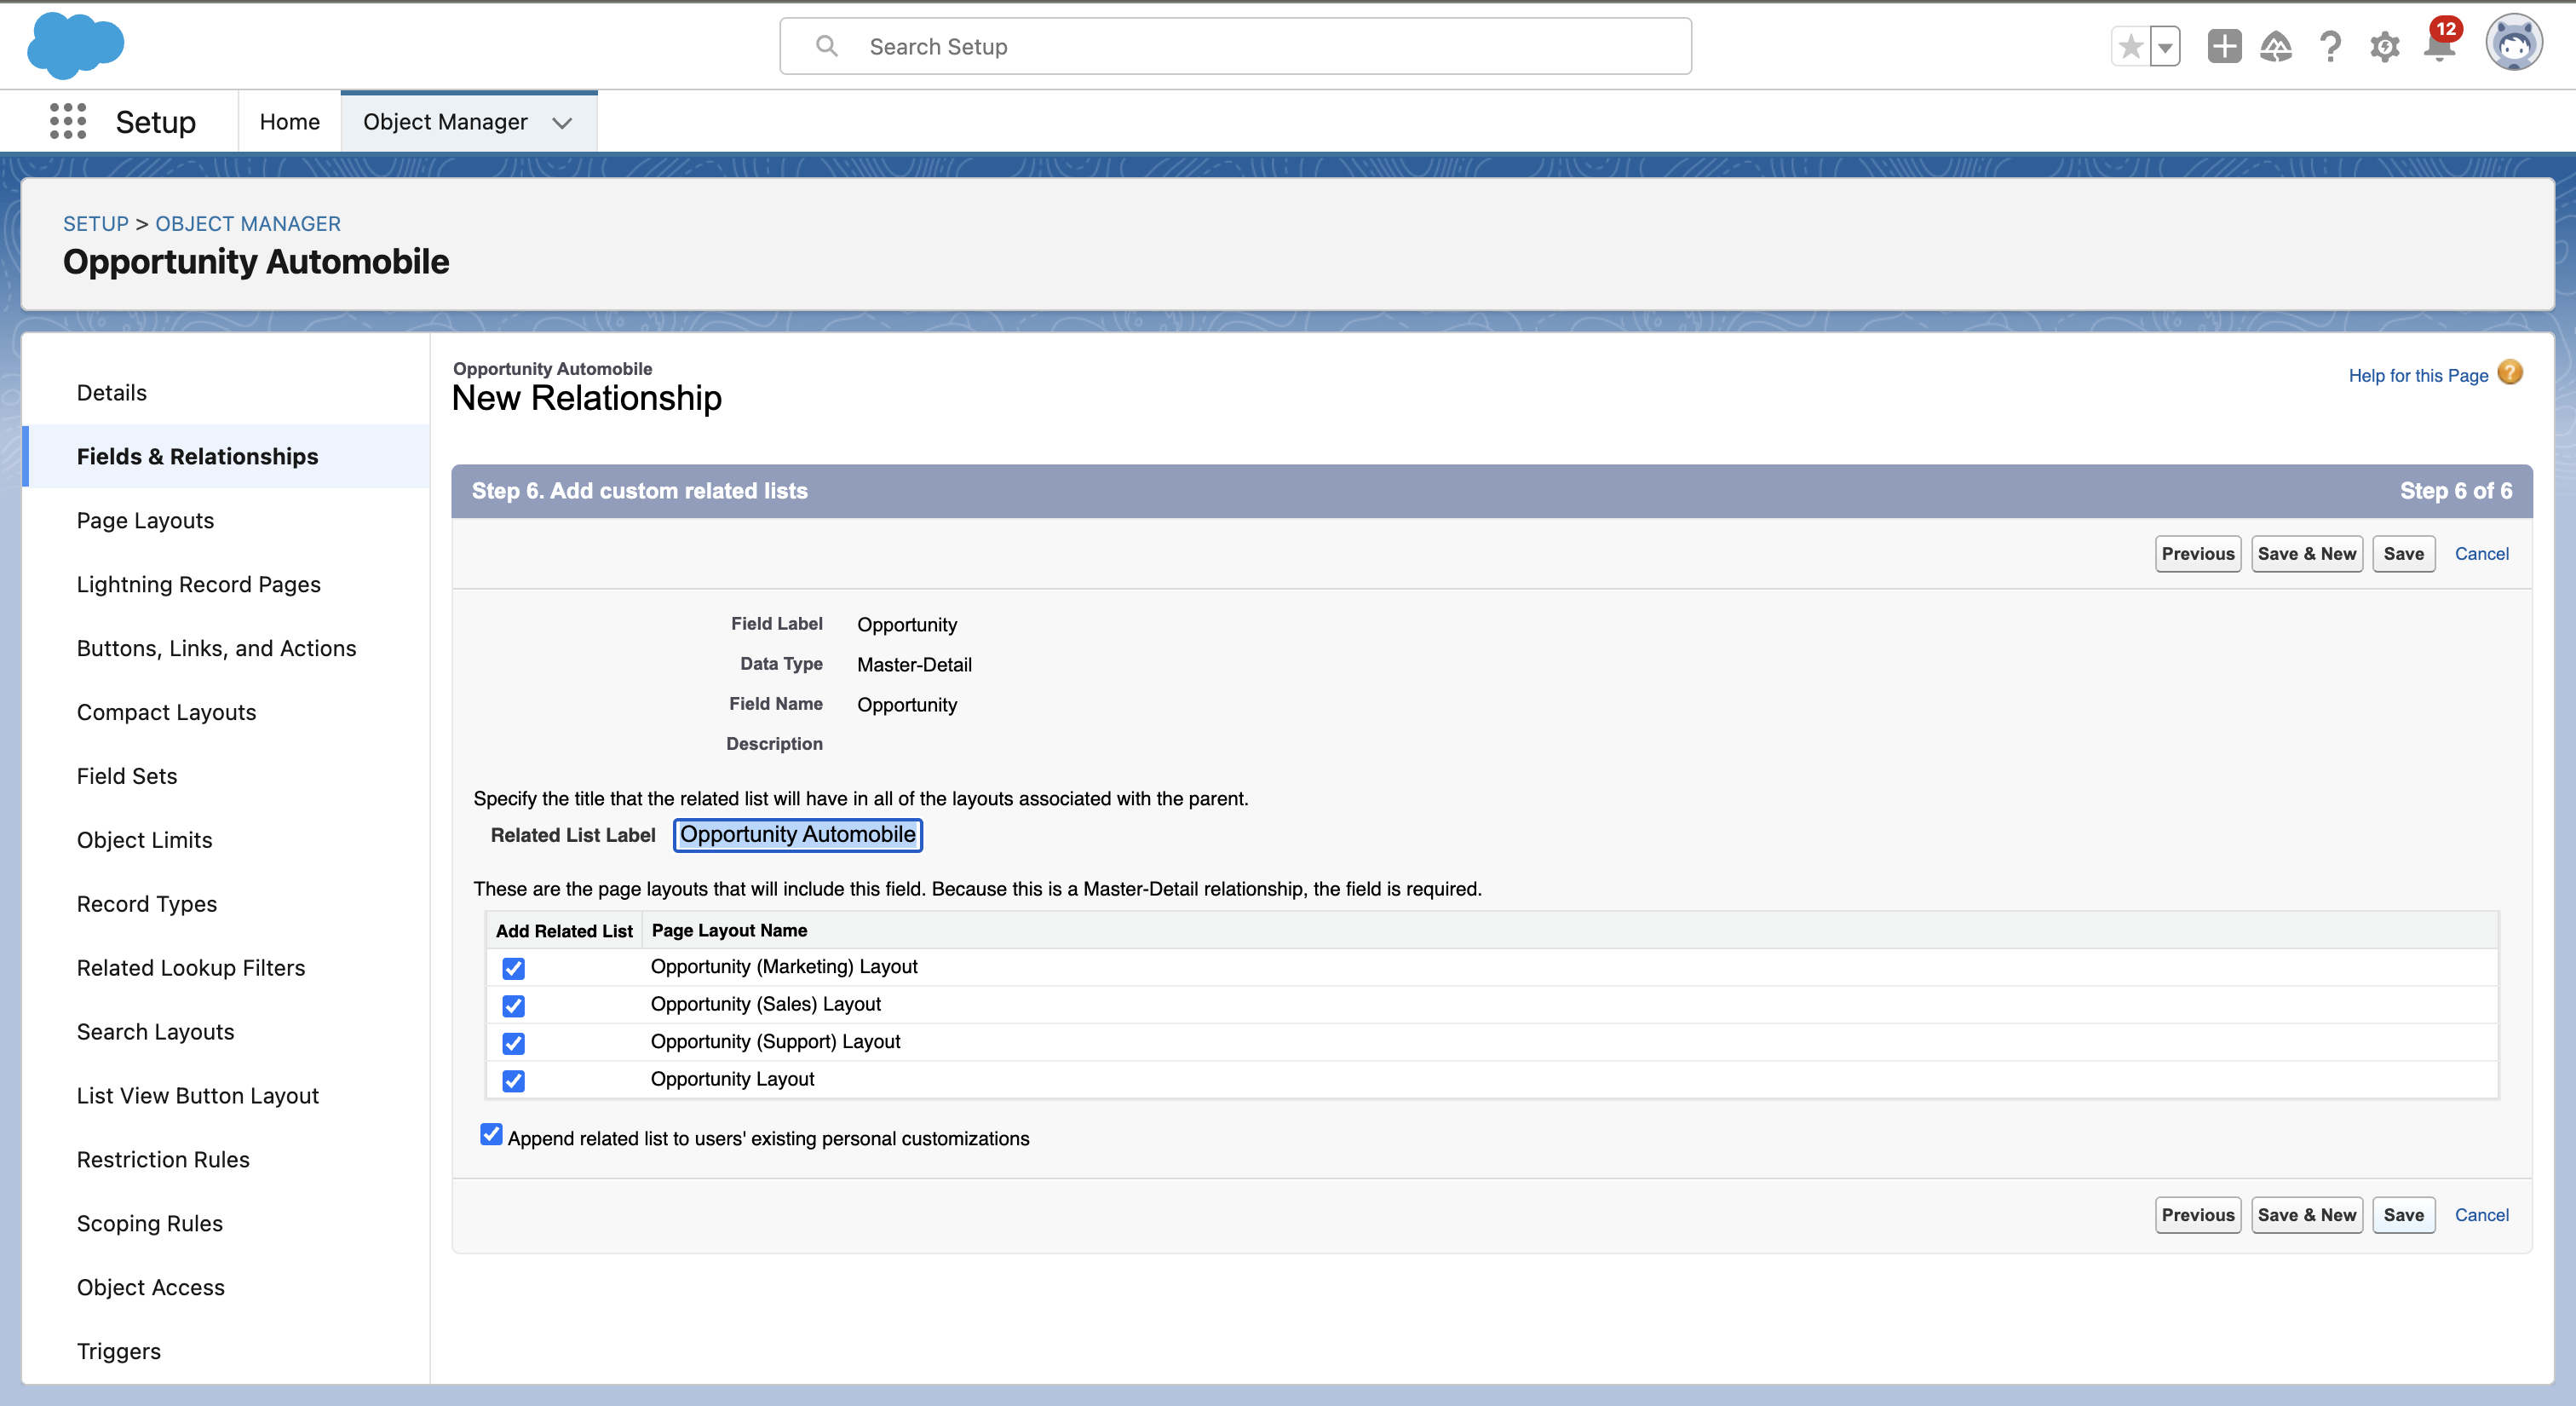 Search Setup
12
Setup
Home
Object Manager
SETUP > OBJECT MANAGER
Opportunity Automobile
Details
Fields & Relationships
Page Layouts
Lightning Record Pages
Buttons, Links, and Actions
Compact Layouts
Field Sets
Object Limits
Record Types
Related Lookup Filters
Search Layouts
List View Button Layout
Restriction Rules
Scoping Rules
Object Access
Triggers
Opportunity Automobile
New Relationship
Help for this Page ?
Step 6. Add custom related lists Step 6 of 6
Previous Save & New Save Cancel
Field Label Opportunity
Data Type Master-Detail
Field Name Opportunity
Description
Specify the title that the related list will have in all of the layouts associated with the parent.
Related List Label Opportunity Automobile
These are the page layouts that will include this field. Because this is a Master-Detail relationship, the field is required.
Add Related List Page Layout Name
Opportunity (Marketing) Layout
Opportunity (Sales) Layout
Opportunity (Support) Layout
Opportunity Layout
Append related list to users' existing personal customizations
Previous Save & New Save Cancel